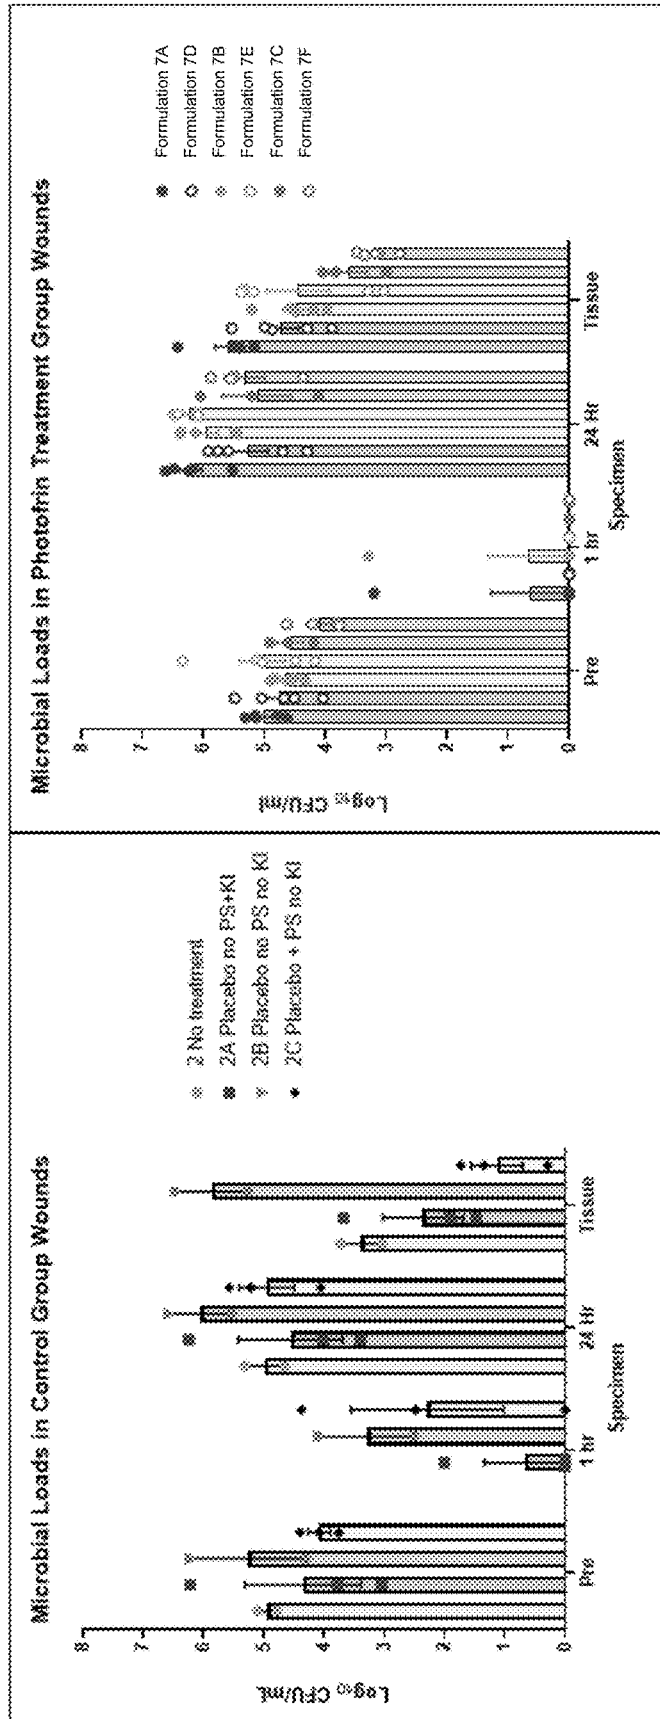 Microbial Loads in Control Group Wounds
Log10 CFU/mL
8
7
6
5
4
3
2
1
0
Pre
1 hr
24 Hr
Tissue
Specimen
2 No treatment
2A Placebo no PS+KI
2B Placebo no PS no KI
2C Placebo + PS no KI
Microbial Loads in Photofrin Treatment Group Wounds
Log10 CFU/ml
8
7
6
5
4
3
2
1
0
Pre
1 hr
24 Hr
Tissue
Specimen
Formulation 7A
Formulation 7D
Formulation 7B
Formulation 7E
Formulation 7C
Formulation 7F